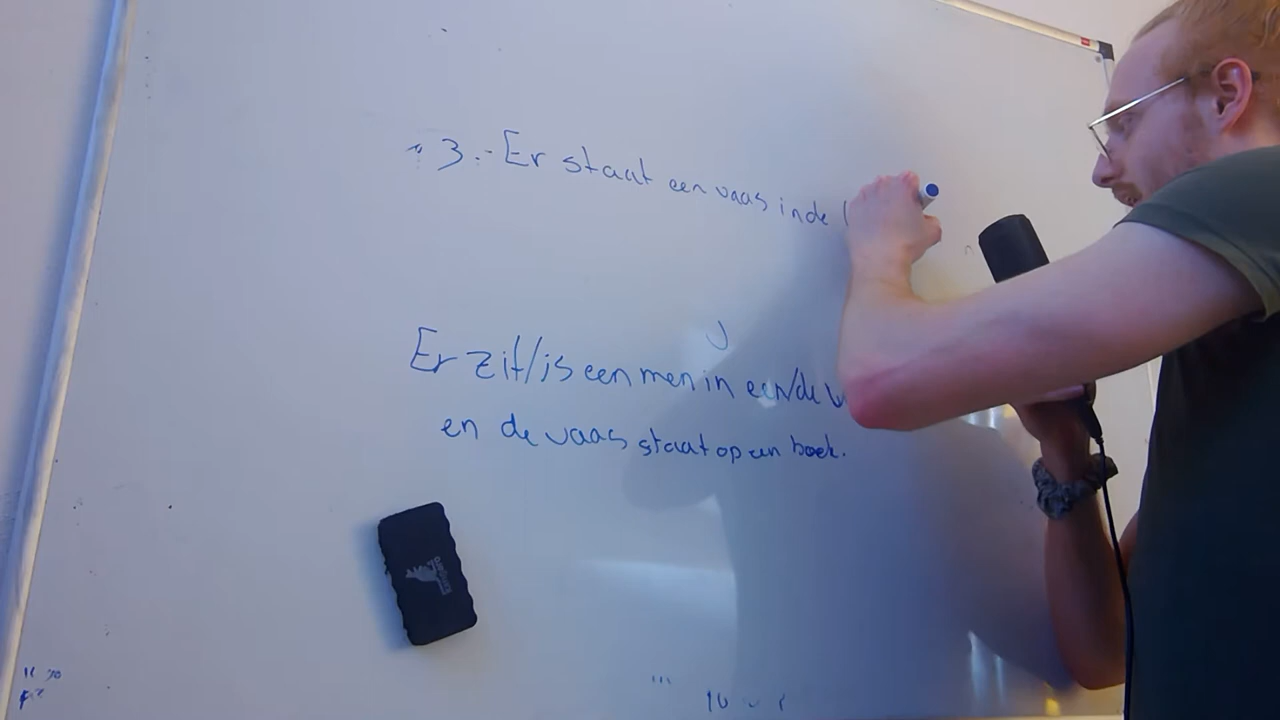 3.- Er staat een vaas in de
Er zit/is een men in een/de v
en de vaas staat op een boek.